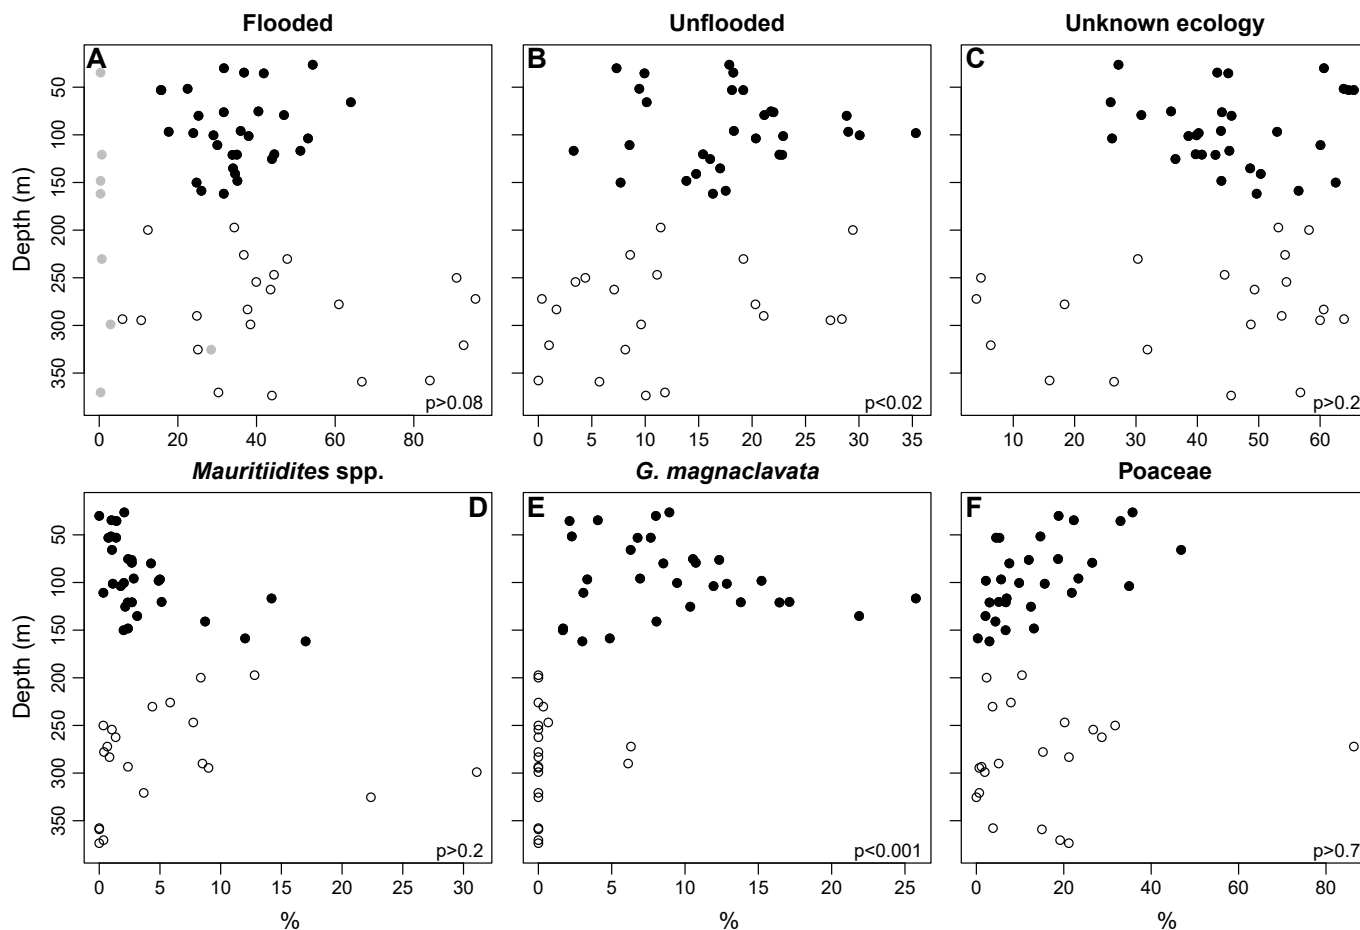 Flooded
Unflooded
Unknown ecology
A
B
C
Depth (m)
50
100
150
200
250
300
350
p>0.08
p<0.02
p>0.2
0 20 40 60 80
0 5 10 15 20 25 30 35
10 20 30 40 50 60
Mauritiidites spp.
G. magnaclavata
Poaceae
D
E
F
Depth (m)
50
100
150
200
250
300
350
p>0.2
p<0.001
p>0.7
0 5 10 15 20 25 30
0 5 10 15 20 25
0 20 40 60 80
%
%
%